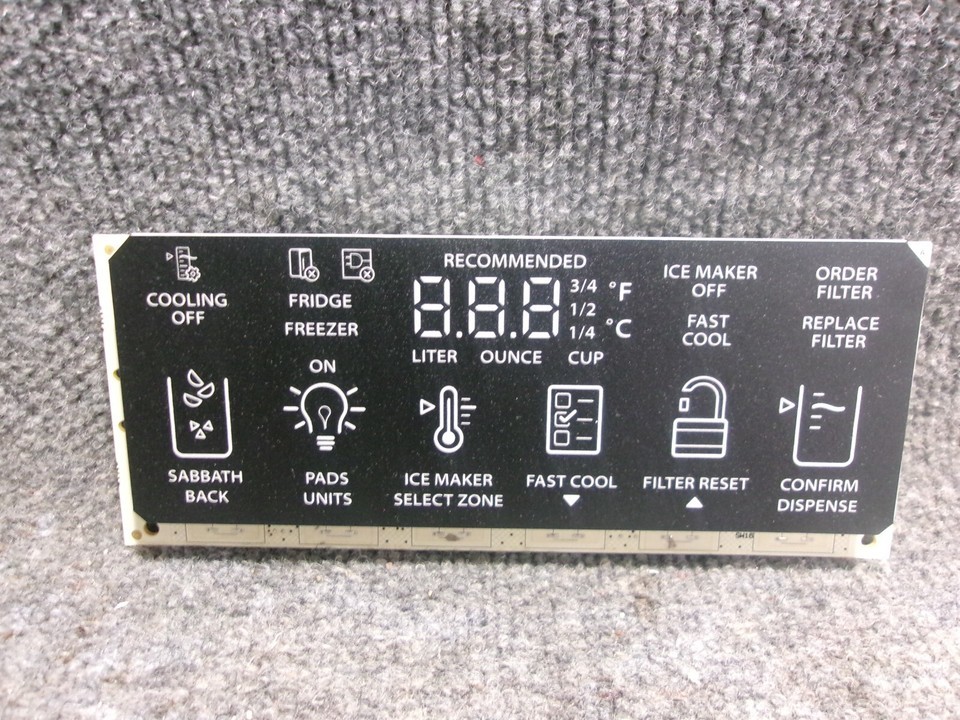 COOLING
OFF
FRIDGE
FREEZER
RECOMMENDED
8.8.8
3/4
1/2
1/4
°F
°C
LITER OUNCE CUP
ICE MAKER
OFF
FAST
COOL
ORDER
FILTER
REPLACE
FILTER
ON
SABBATH
BACK
PADS
UNITS
ICE MAKER
SELECT ZONE
FAST COOL
FILTER RESET
CONFIRM
DISPENSE
SW16